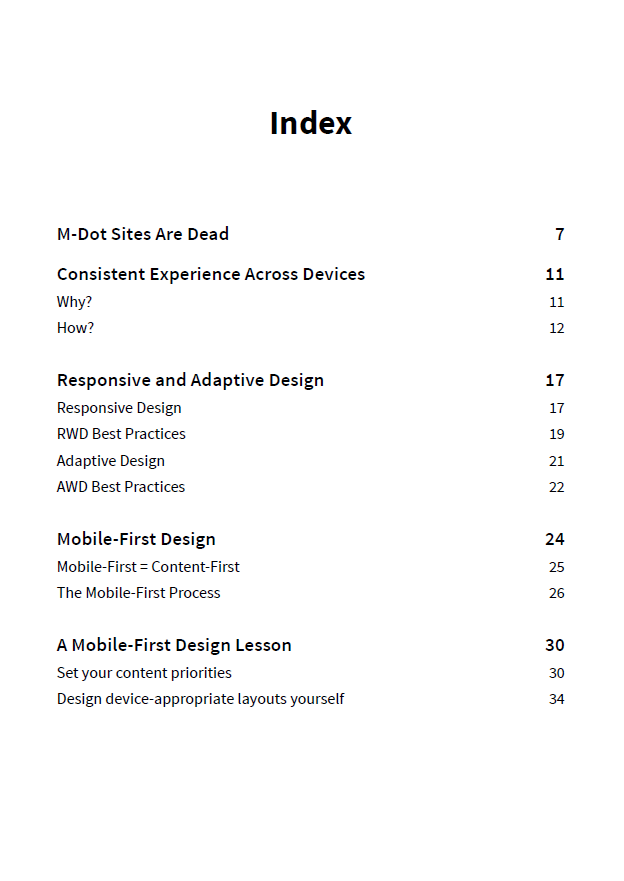 Index
M-Dot Sites Are Dead 7
Consistent Experience Across Devices 11
Why? 11
How? 12
Responsive and Adaptive Design 17
Responsive Design 17
RWD Best Practices 19
Adaptive Design 21
AWD Best Practices 22
Mobile-First Design 24
Mobile-First = Content-First 25
The Mobile-First Process 26
A Mobile-First Design Lesson 30
Set your content priorities 30
Design device-appropriate layouts yourself 34